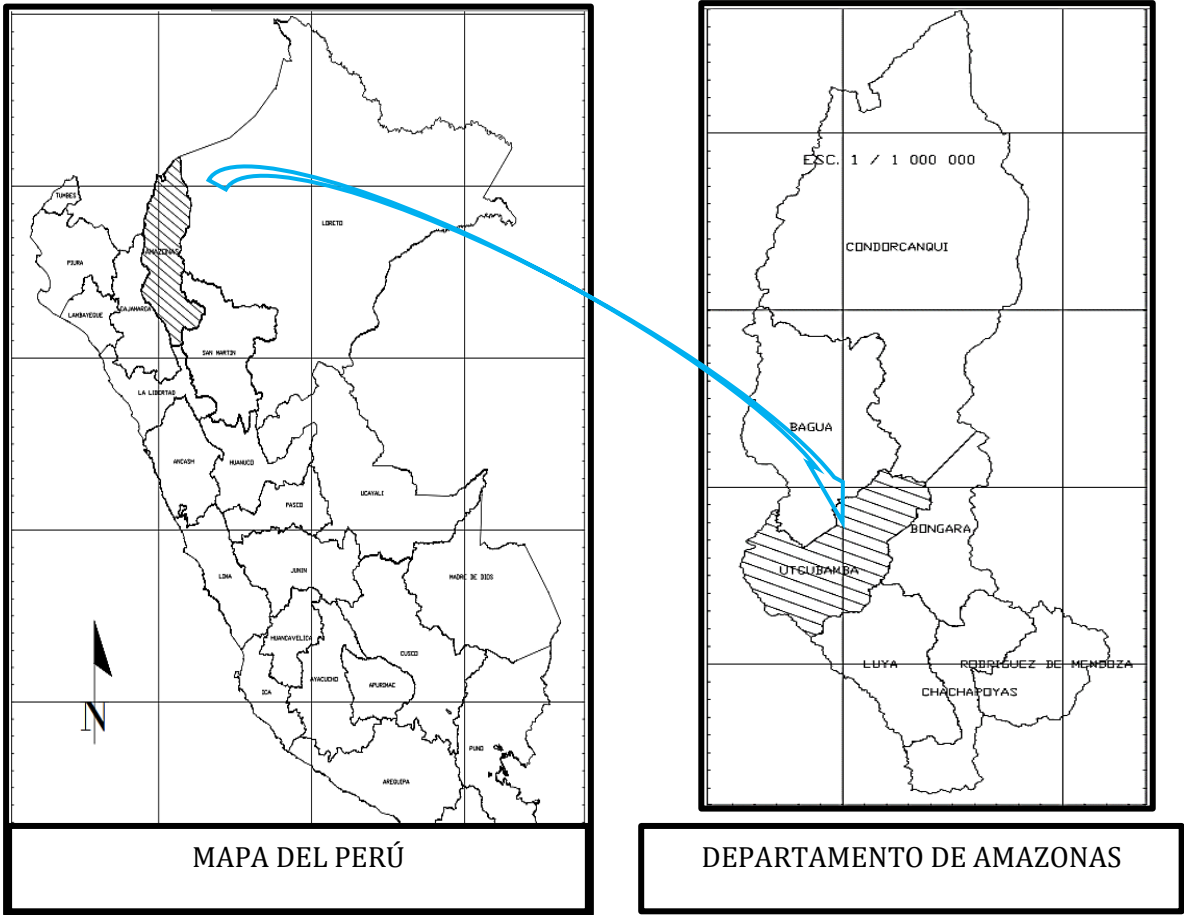 TUMBES
LORETO
AMAZONAS
PIURA
LAMBAYEQUE
CAJAMARCA
SAN MARTIN
LA LIBERTAD
ANCASH
HUANUCO
UCAYALI
PASCO
LIMA
JUNIN
MADRE DE DIOS
HUANCAVELICA
CUSCO
ICA
AYACUCHO
APURIMAC
N
PUNO
AREQUIPA
MAPA DEL PERÚ
ESC. 1 / 1 000 000
CONDORCANQUI
BAGUA
BONGARA
UTCUBAMBA
LUYA
RODRIGUEZ DE MENDOZA
CHACHAPOYAS
DEPARTAMENTO DE AMAZONAS